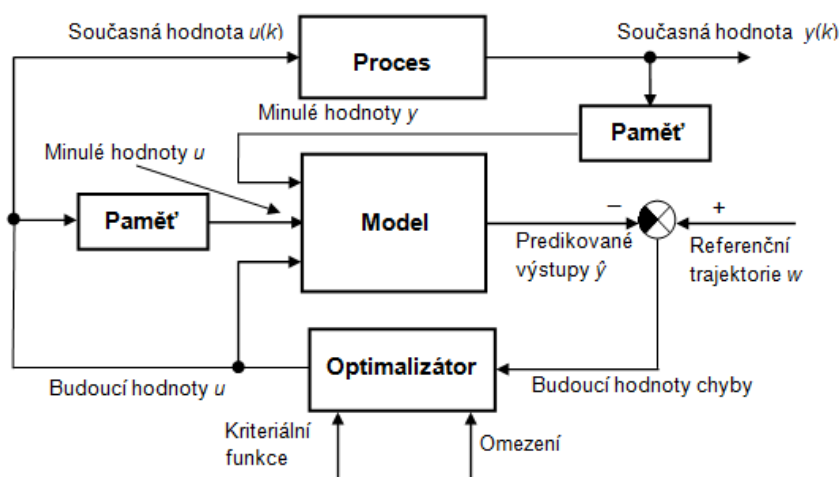 Současná hodnota u(k)
Proces
Současná hodnota y(k)
Minulé hodnoty y
Paměť
Minulé hodnoty u
Paměť
Model
–
+
Predikované
výstupy ŷ
Referenční
trajektorie w
Optimalizátor
Budoucí hodnoty u
Budoucí hodnoty chyby
Kriteriální
funkce
Omezení